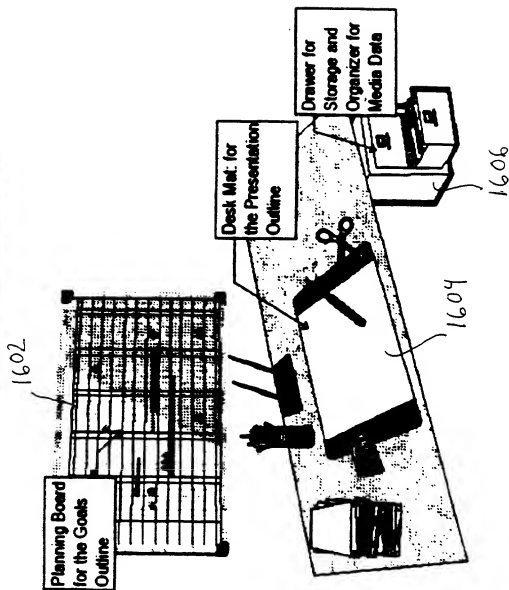 Planning Board
for the Goals
Outline
1602
Desk Mat for
the Presentation
Outline
Drawer for
Storage and
Organizer for
Media Data
1604
1606